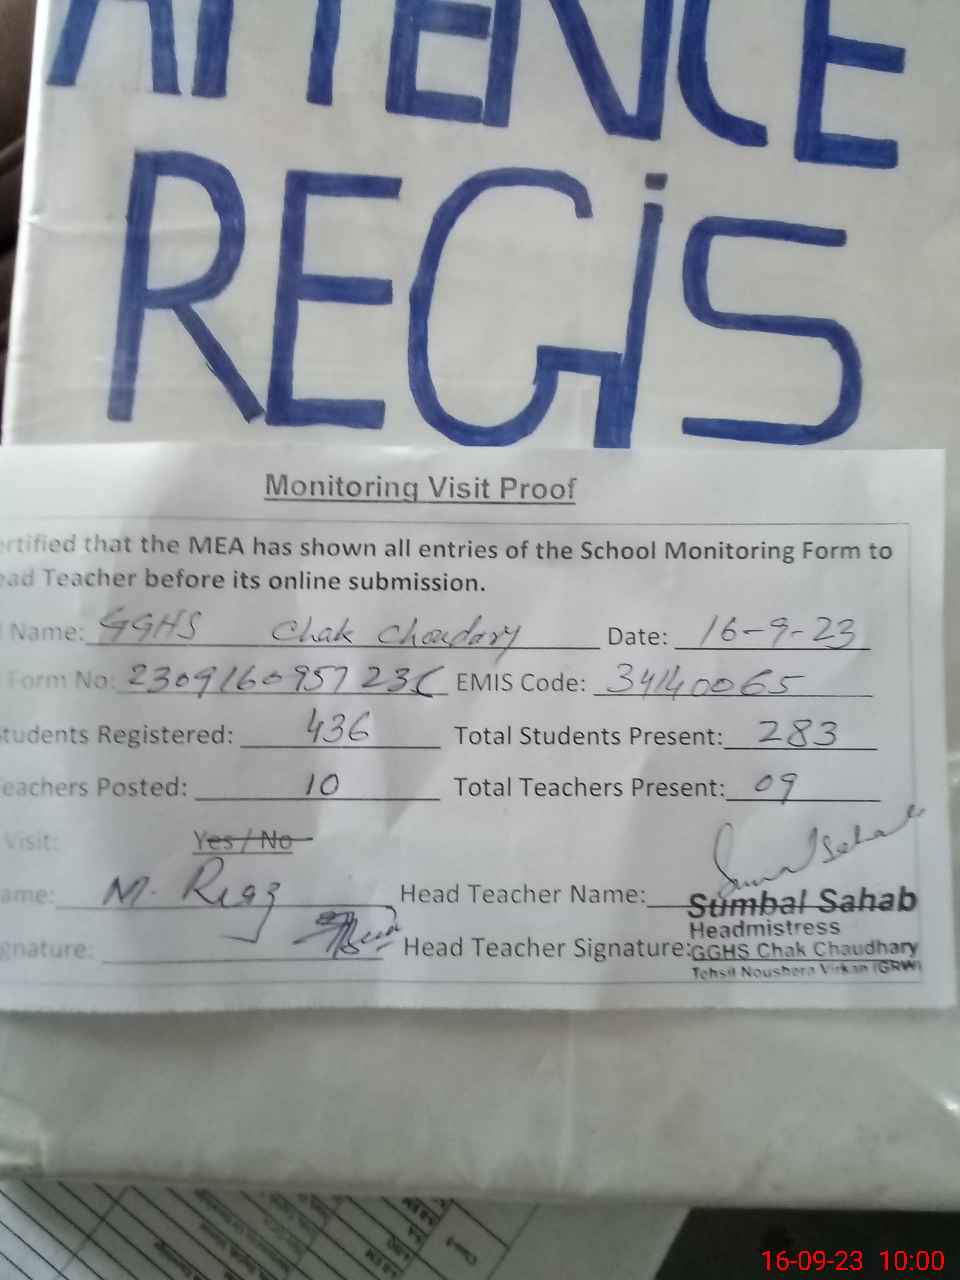 ATTENCE
REGiS
Monitoring Visit Proof
ertified that the MEA has shown all entries of the School Monitoring Form to
ead Teacher before its online submission.
Name: GGHS Chak Choudary Date: 16-9-23
Form No: EMIS Code: 34140065
tudents Registered: 436 Total Students Present: 283
eachers Posted: 10 Total Teachers Present: 09
Visit: Yes / No
ame: M. Riaz Head Teacher Name: Sumbal Sahab
Headmistress
gnature: Head Teacher Signature: GGHS Chak Chaudhary
Tehsil Noushera Virkan (GRW)
16-09-23 10:00